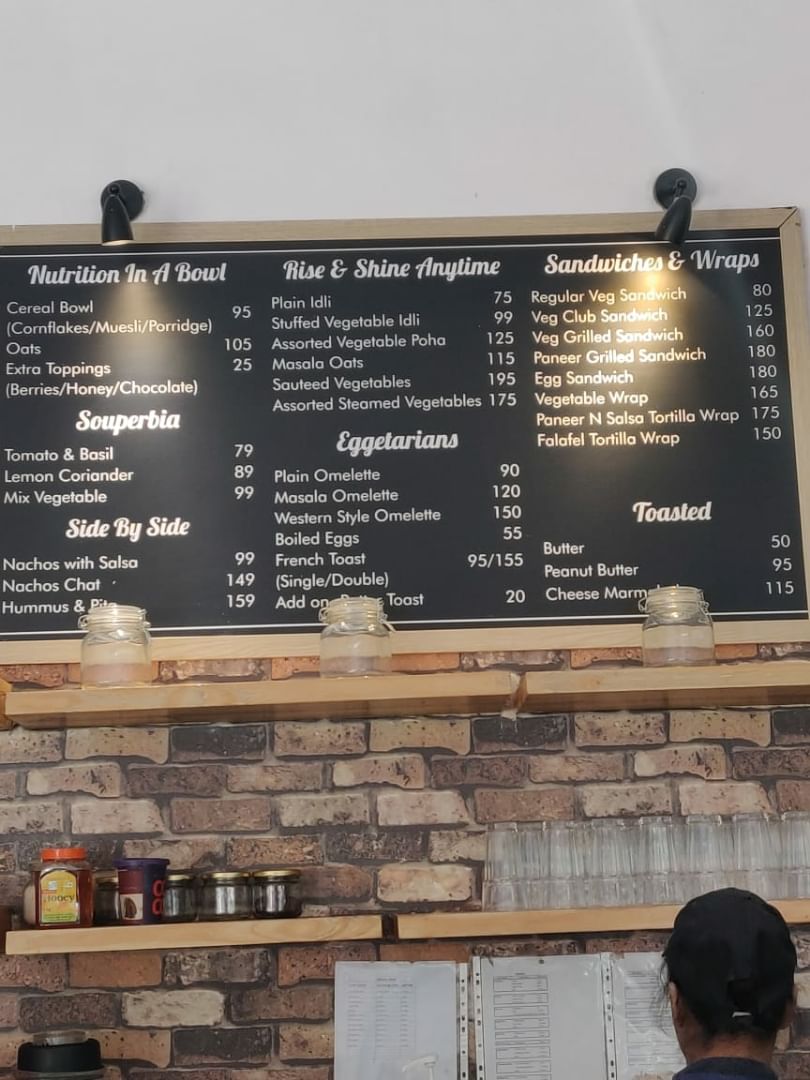 Nutrition In A Bowl
Cereal Bowl 95
(Cornflakes/Muesli/Porridge)
Oats 105
Extra Toppings 25
(Berries/Honey/Chocolate)
Souperbia
Tomato & Basil 79
Lemon Coriander 89
Mix Vegetable 99
Side By Side
Nachos with Salsa 99
Nachos Chat 149
Hummus & 159
Rise & Shine Anytime
Plain Idli 75
Stuffed Vegetable Idli 99
Assorted Vegetable Poha 125
Masala Oats 115
Sauteed Vegetables 195
Assorted Steamed Vegetables 175
Eggetarians
Plain Omelette 90
Masala Omelette 120
Western Style Omelette 150
Boiled Eggs 55
French Toast 95/155
(Single/Double)
Add on Butter Toast 20
Sandwiches & Wraps
Regular Veg Sandwich 80
Veg Club Sandwich 125
Veg Grilled Sandwich 160
Paneer Grilled Sandwich 180
Egg Sandwich 180
Vegetable Wrap 165
Paneer N Salsa Tortilla Wrap 175
Falafel Tortilla Wrap 150
Toasted
Butter 50
Peanut Butter 95
Cheese 115
Honey